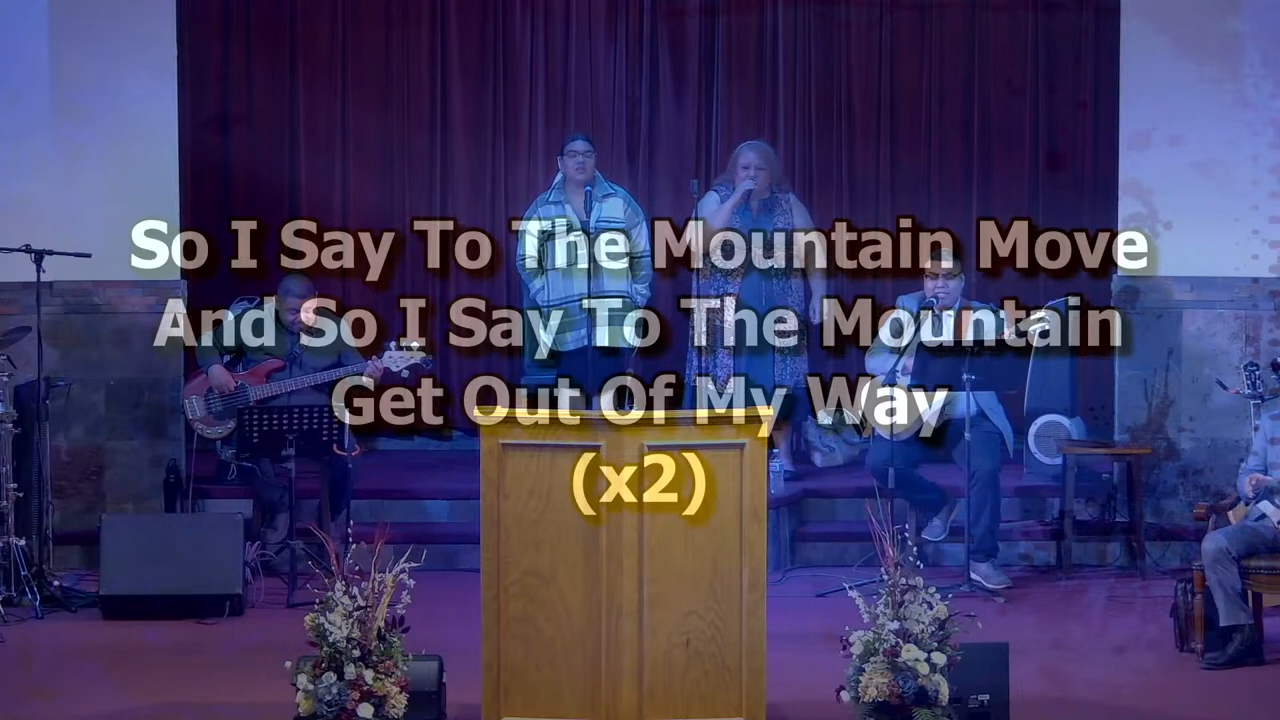 So I Say To The Mountain Move
And So I Say To The Mountain
Get Out Of My Way
(x2)